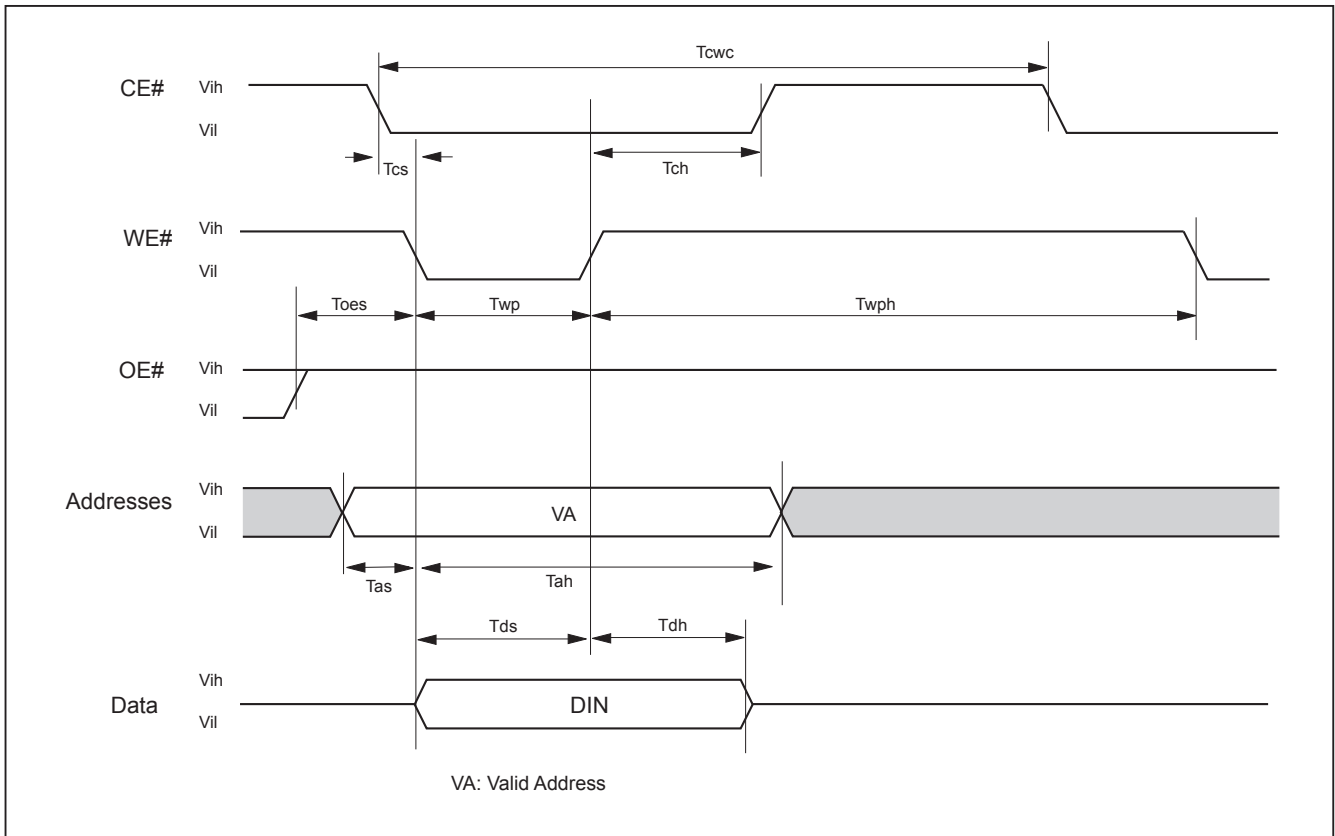 Tcwc
CE#
Vih
Vil
Tcs
Tch
WE#
Vih
Vil
Toes
Twp
Twph
OE#
Vih
Vil
Addresses
Vih
Vil
VA
Tas
Tah
Tds
Tdh
Data
Vih
Vil
DIN
VA: Valid Address